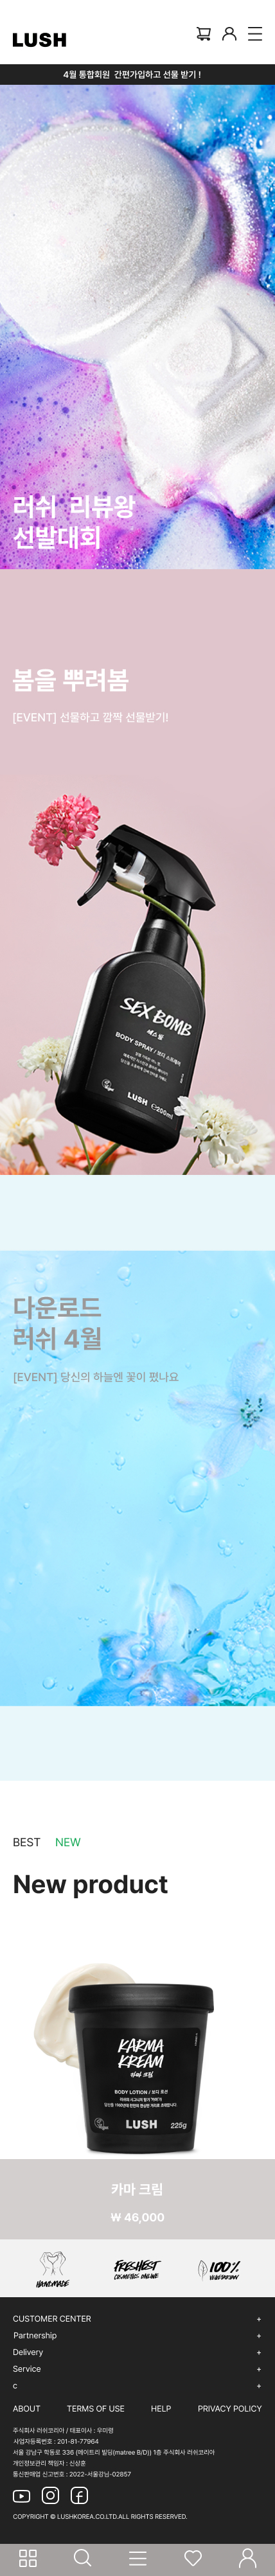 LUSH
4월 통합회원 간편가입하고 선물 받기 !
러쉬 리뷰왕
선발대회
봄을 뿌려봄
[EVENT] 선물하고 깜짝 선물받기!
SEX BOMB
섹스 밤
BODY SPRAY / 보디 스프레이
LUSH
e200ml
다운로드
러쉬 4월
[EVENT] 당신의 하늘엔 꽃이 폈나요
BEST NEW
New product
KARMA
KREAM
카마 크림
BODY LOTION / 보디 로션
LUSH
225g
카마 크림
₩ 46,000
HANDMADE
FRESHEST
COSMETICS ONLINE
100%
VEGETARIAN
CUSTOMER CENTER +
Partnership +
Delivery +
Service +
c +
ABOUT TERMS OF USE HELP PRIVACY POLICY
주식회사 러쉬코리아 / 대표이사 : 우미령
사업자등록번호 : 201-81-77964
서울 강남구 학동로 336 (메이트리 빌딩(matree B/D)) 1층 주식회사 러쉬코리아
개인정보관리 책임자 : 신상훈
통신판매업 신고번호 : 2022-서울강남-02857
COPYRIGHT © LUSHKOREA.CO.LTD.ALL RIGHTS RESERVED.